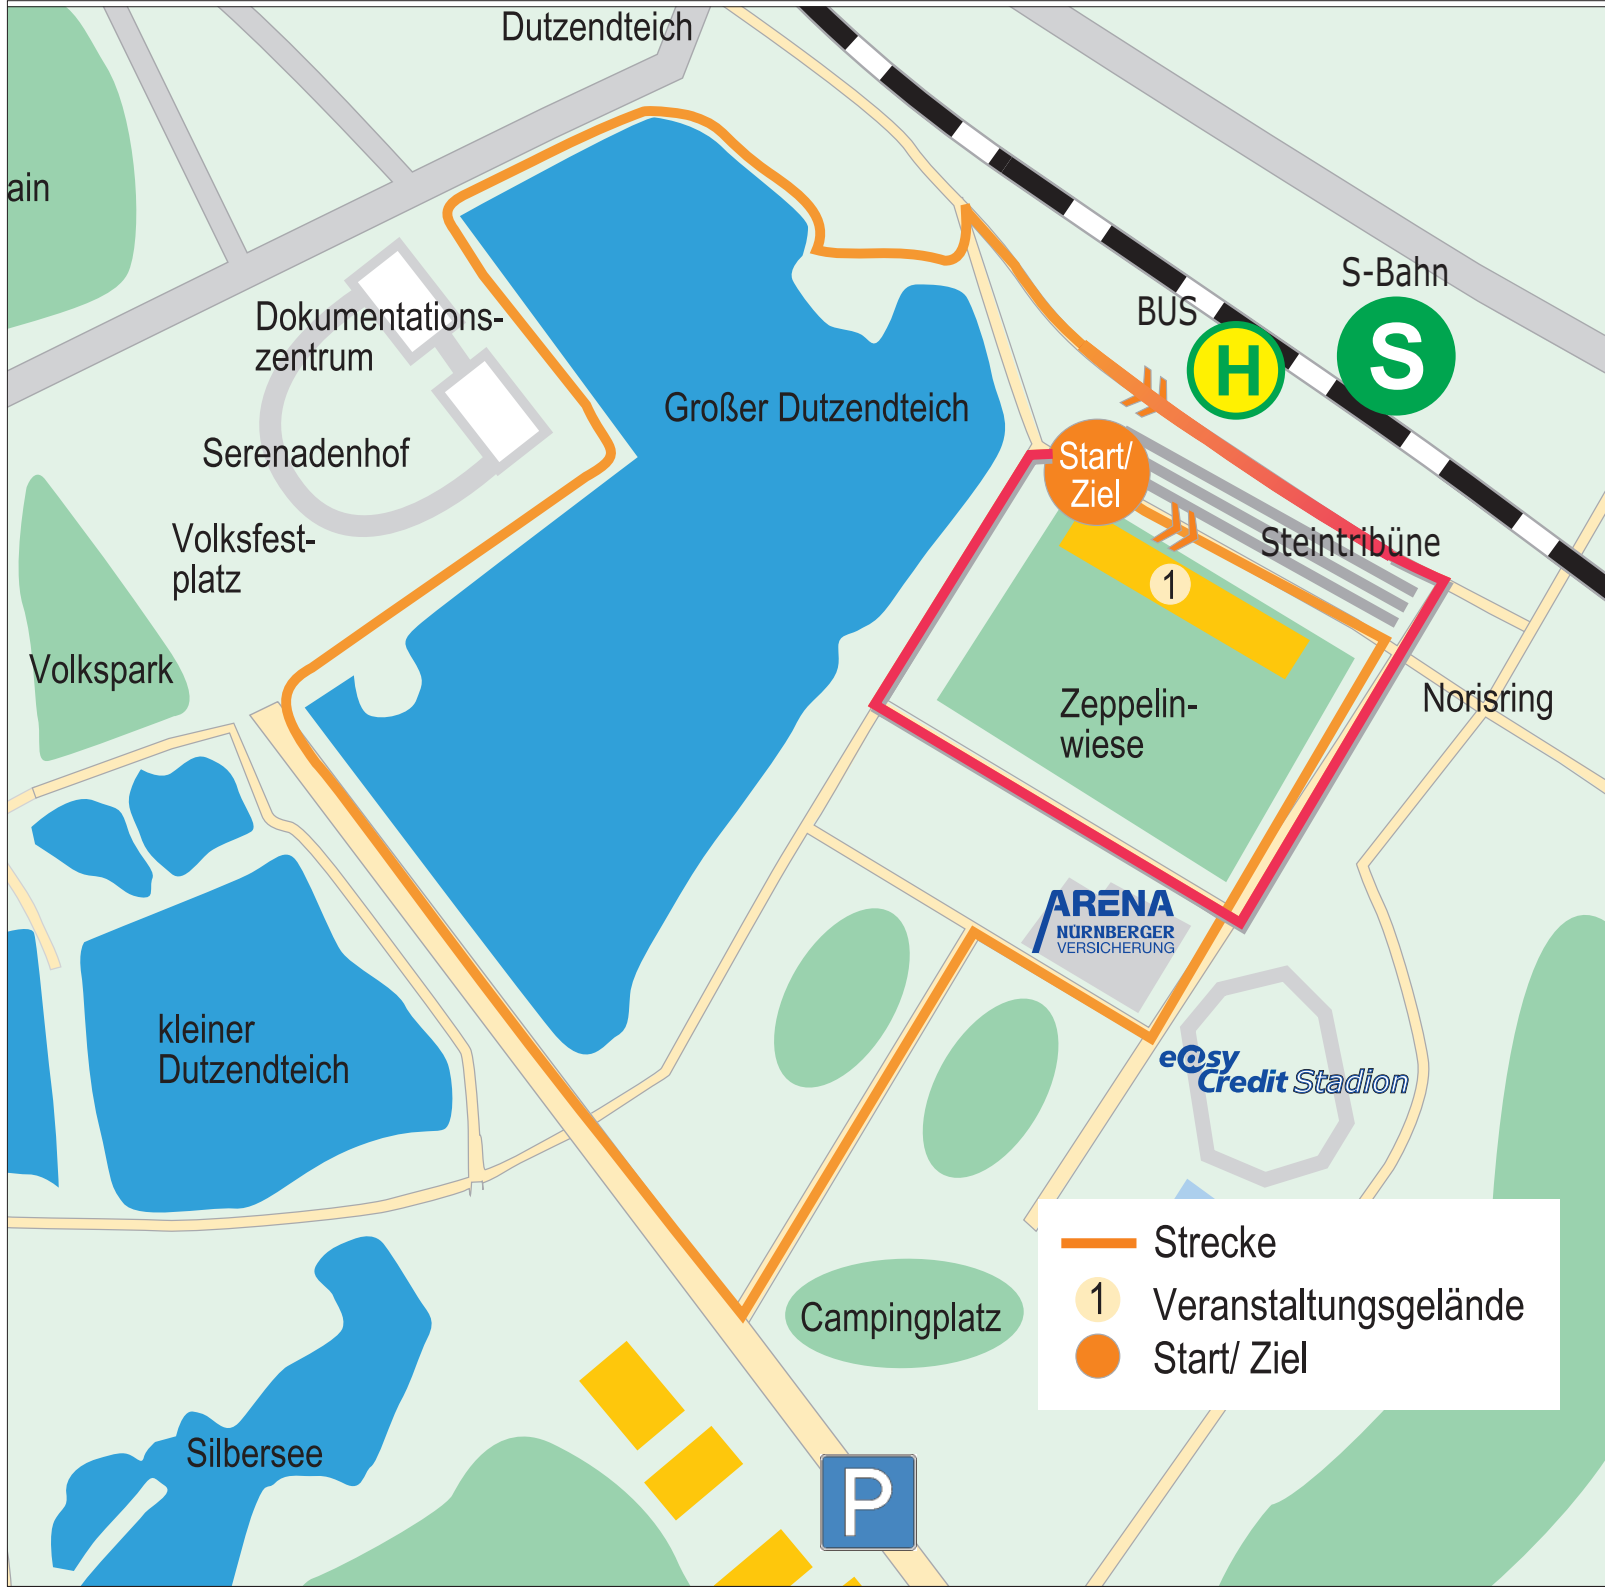 Dutzendteich
ain
S-Bahn
BUS
H
S
Dokumentations-
zentrum
Großer Dutzendteich
Serenadenhof
Start/
Ziel
Volksfest-
platz
Steintribüne
1
Volkspark
Zeppelin-
wiese
Norisring
ARENA
NÜRNBERGER
VERSICHERUNG
kleiner
Dutzendteich
e@sy
Credit Stadion
Strecke
1 Veranstaltungsgelände
Start/ Ziel
Campingplatz
Silbersee
P